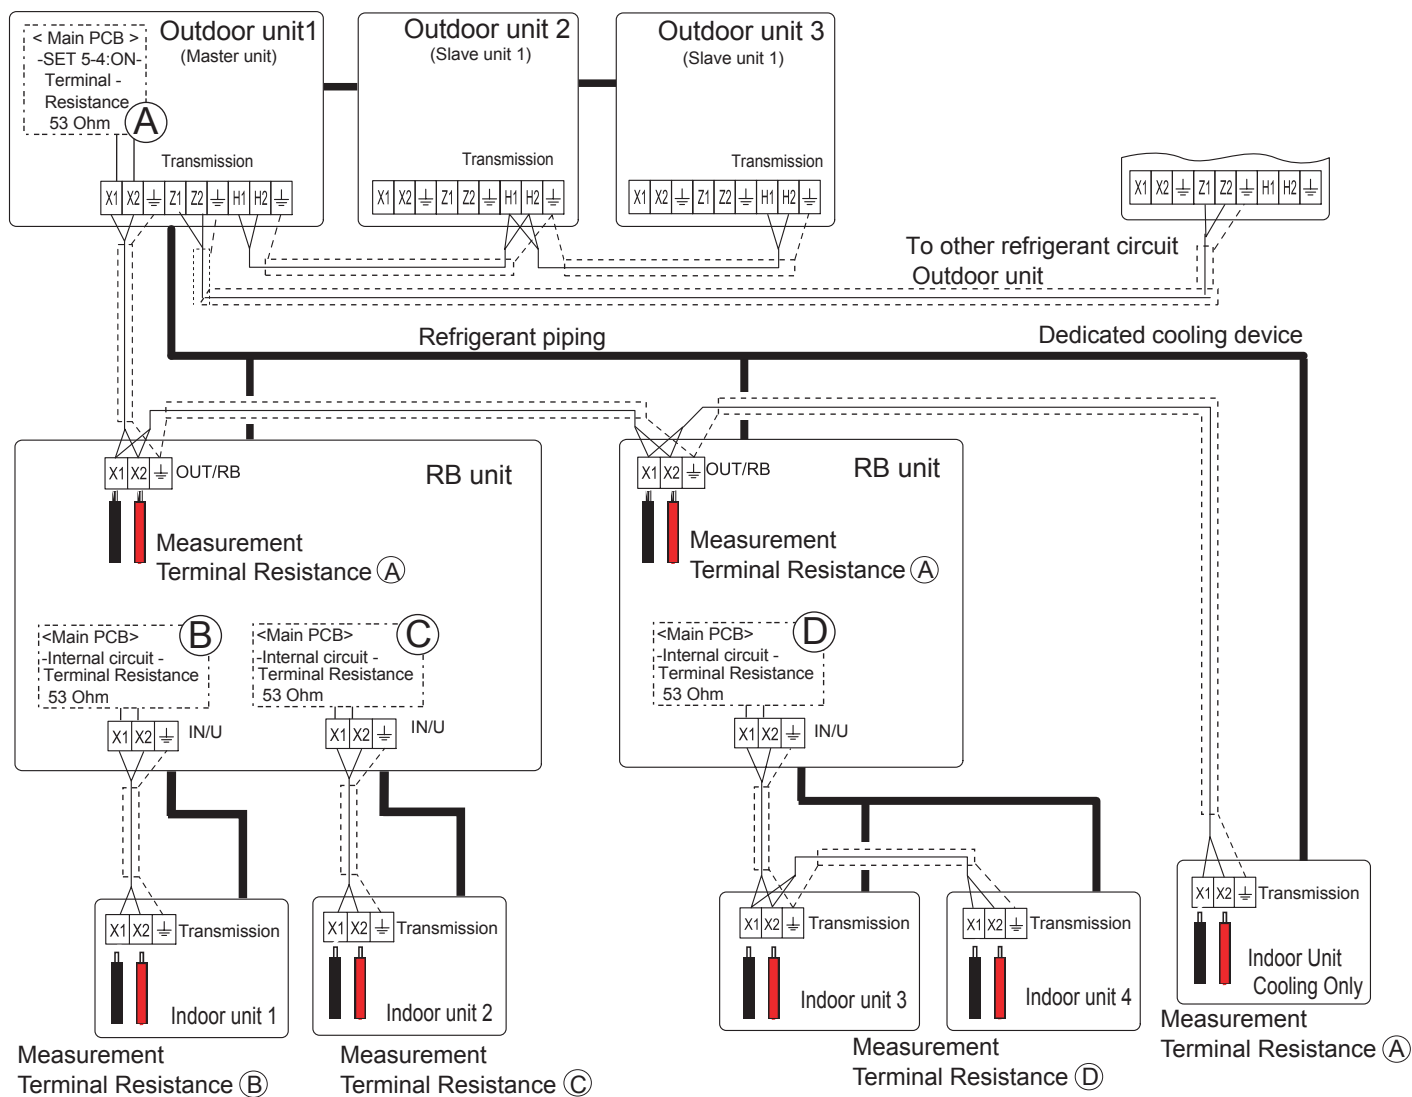 Outdoor unit1
(Master unit)
< Main PCB >
-SET 5-4:ON-
Terminal -
Resistance
53 Ohm
A
Transmission
X1 X2 Z1 Z2 H1 H2
Outdoor unit 2
(Slave unit 1)
Transmission
X1 X2 Z1 Z2 H1 H2
Outdoor unit 3
(Slave unit 1)
Transmission
X1 X2 Z1 Z2 H1 H2
X1 X2 Z1 Z2 H1 H2
To other refrigerant circuit
Outdoor unit
Refrigerant piping
Dedicated cooling device
X1 X2 OUT/RB
RB unit
Measurement
Terminal Resistance A
<Main PCB>
-Internal circuit -
Terminal Resistance
53 Ohm
B
X1 X2 IN/U
<Main PCB>
-Internal circuit -
Terminal Resistance
53 Ohm
C
X1 X2 IN/U
X1 X2 OUT/RB
RB unit
Measurement
Terminal Resistance A
<Main PCB>
-Internal circuit -
Terminal Resistance
53 Ohm
D
X1 X2 IN/U
X1 X2 Transmission
Indoor unit 1
Measurement
Terminal Resistance B
X1 X2 Transmission
Indoor unit 2
Measurement
Terminal Resistance C
X1 X2 Transmission
Indoor unit 3
X1 X2 Transmission
Indoor unit 4
Measurement
Terminal Resistance D
X1 X2 Transmission
Indoor Unit
Cooling Only
Measurement
Terminal Resistance A